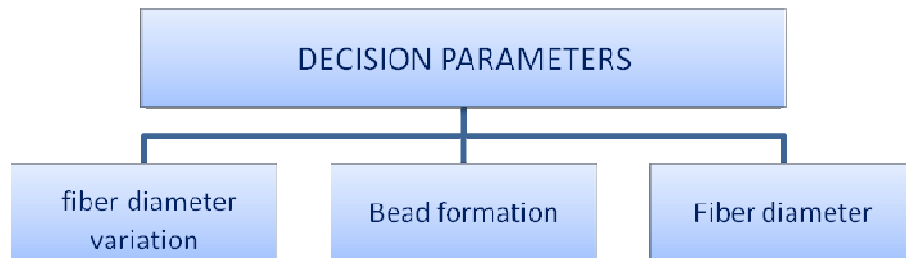 DECISION PARAMETERS
fiber diameter
variation
Bead formation
Fiber diameter